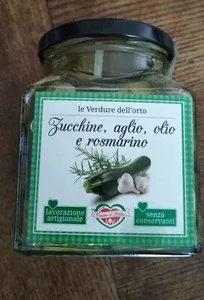 le Verdure dell'orto
Zucchine, aglio, olio
e rosmarino
lavorazione
artigianale
senza
conservanti